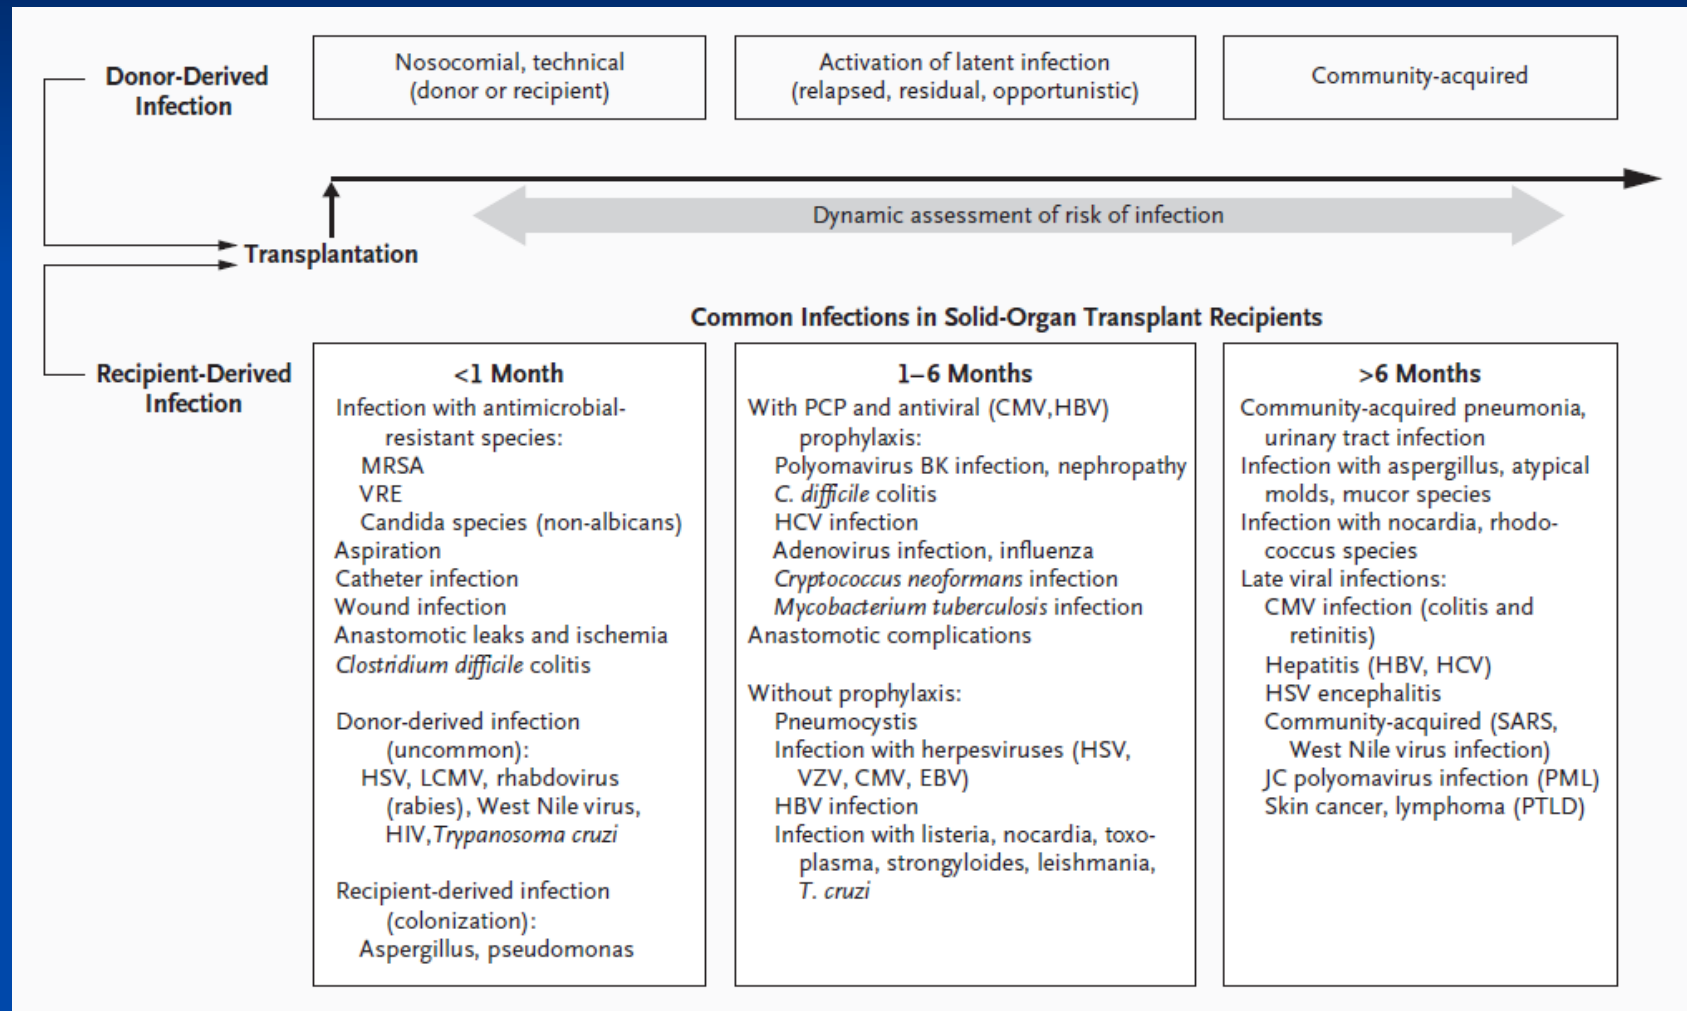 Donor-Derived
Infection
Nosocomial, technical
(donor or recipient)
Activation of latent infection
(relapsed, residual, opportunistic)
Community-acquired
Dynamic assessment of risk of infection
Transplantation
Common Infections in Solid-Organ Transplant Recipients
Recipient-Derived
Infection
<1 Month
Infection with antimicrobial-
resistant species:
MRSA
VRE
Candida species (non-albicans)
Aspiration
Catheter infection
Wound infection
Anastomotic leaks and ischemia
Clostridium difficile colitis
Donor-derived infection
(uncommon):
HSV, LCMV, rhabdovirus
(rabies), West Nile virus,
HIV, Trypanosoma cruzi
Recipient-derived infection
(colonization):
Aspergillus, pseudomonas
1–6 Months
With PCP and antiviral (CMV,HBV)
prophylaxis:
Polyomavirus BK infection, nephropathy
C. difficile colitis
HCV infection
Adenovirus infection, influenza
Cryptococcus neoformans infection
Mycobacterium tuberculosis infection
Anastomotic complications
Without prophylaxis:
Pneumocystis
Infection with herpesviruses (HSV,
VZV, CMV, EBV)
HBV infection
Infection with listeria, nocardia, toxo-
plasma, strongyloides, leishmania,
T. cruzi
>6 Months
Community-acquired pneumonia,
urinary tract infection
Infection with aspergillus, atypical
molds, mucor species
Infection with nocardia, rhodo-
coccus species
Late viral infections:
CMV infection (colitis and
retinitis)
Hepatitis (HBV, HCV)
HSV encephalitis
Community-acquired (SARS,
West Nile virus infection)
JC polyomavirus infection (PML)
Skin cancer, lymphoma (PTLD)